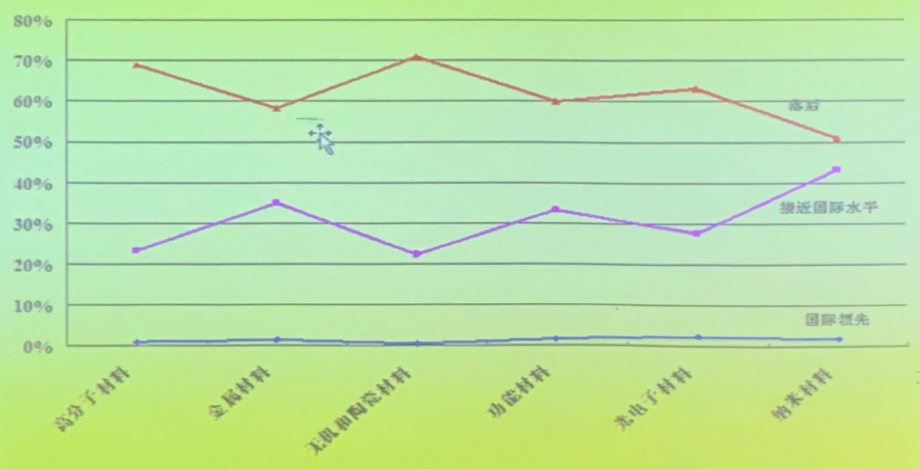 80%
70%
60%
50%
40%
30%
20%
10%
0%
落后
接近国际水平
国际领先
高分子材料
金属材料
无机和陶瓷材料
功能材料
光电子材料
纳米材料